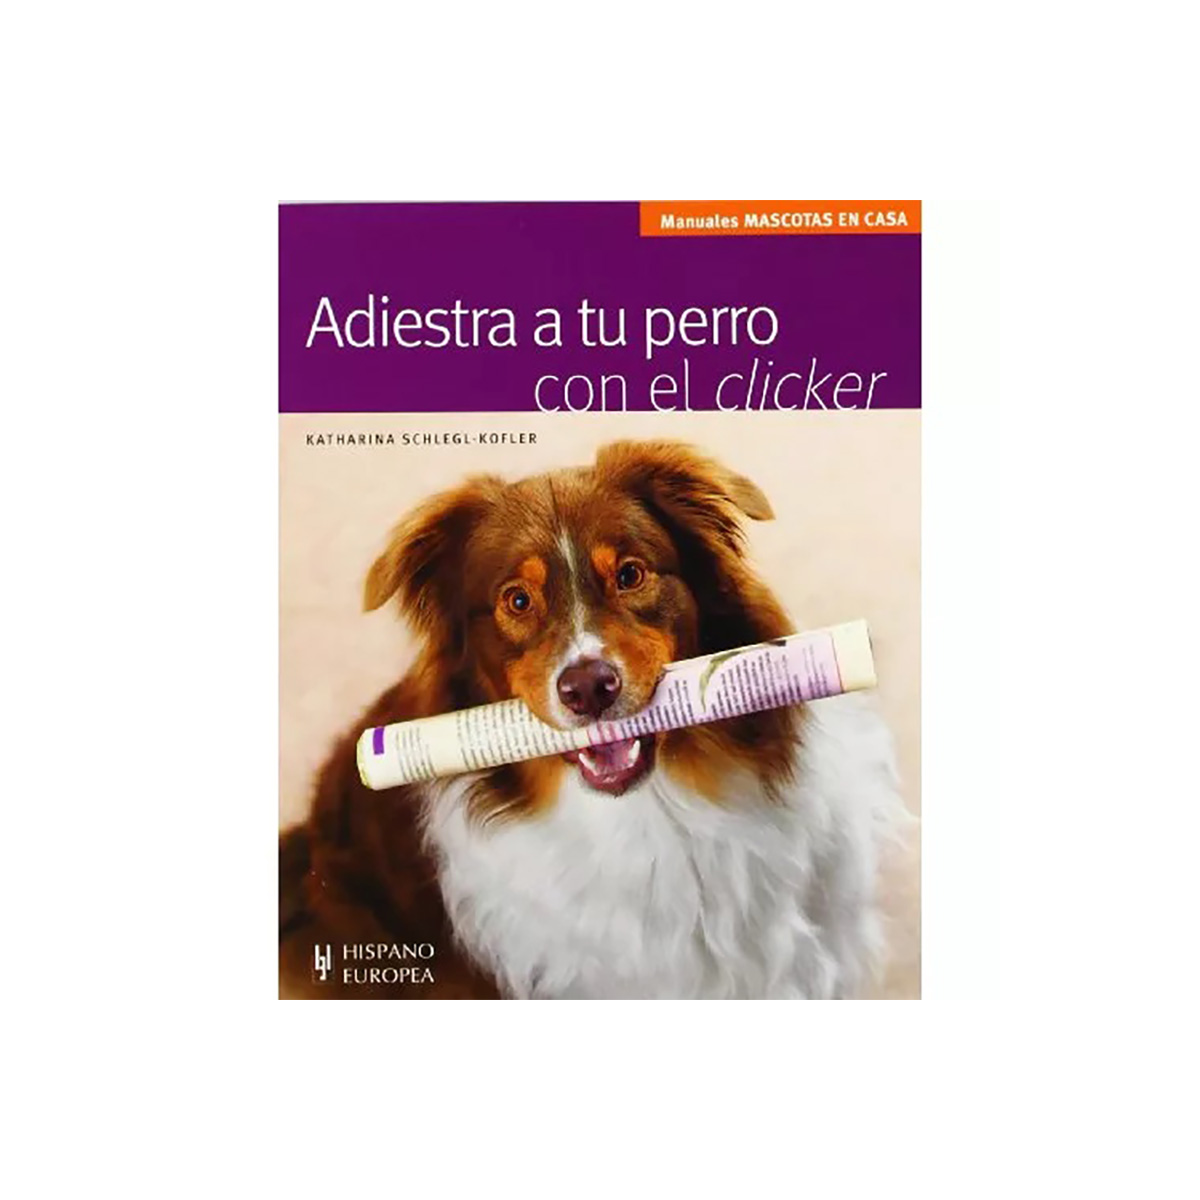 Manuales MASCOTAS EN CASA
Adiestra a tu perro
con el clicker
KATHARINA SCHLEGL-KOFLER
HISPANO
EUROPEA